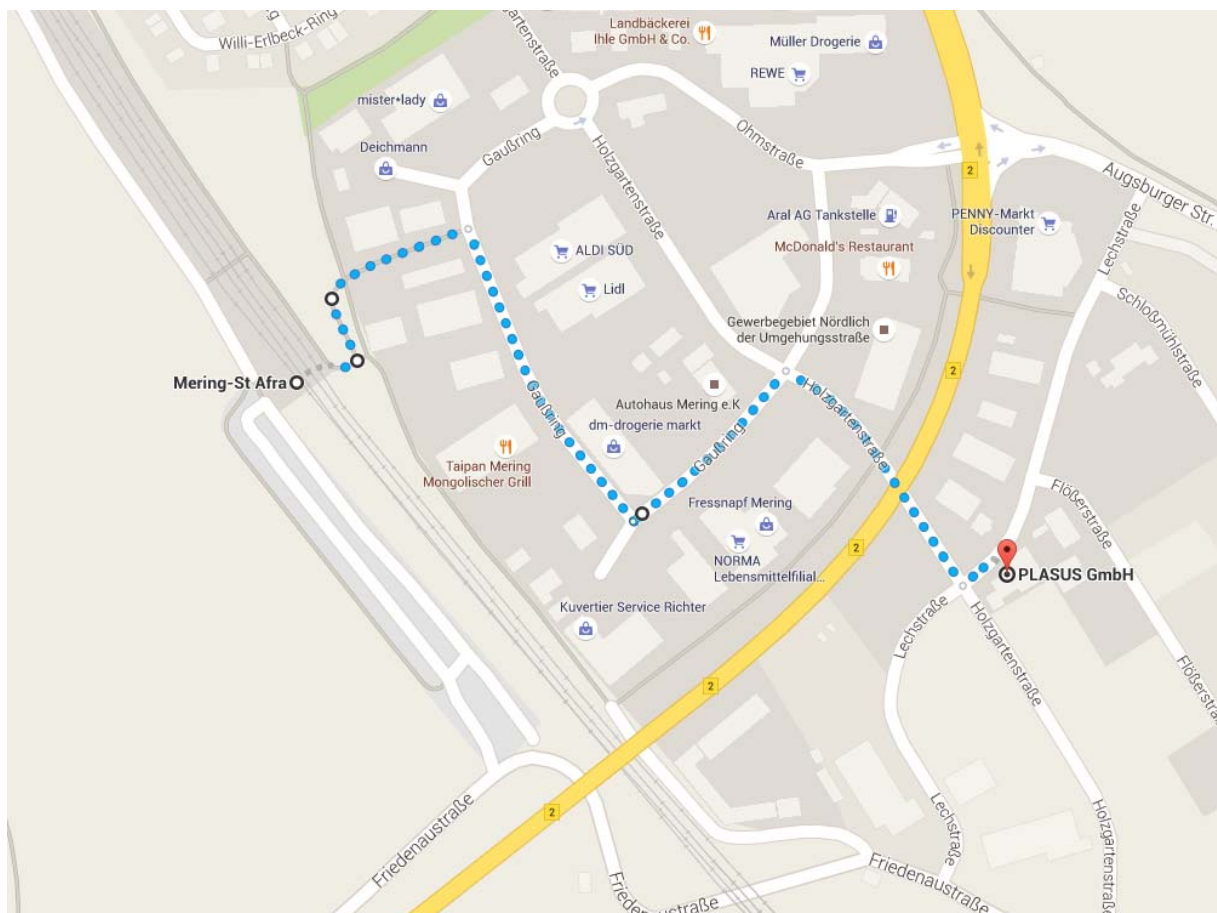 Willi-Erlbeck-Ring
Landbäckerei
Ihle GmbH & Co.
Müller Drogerie
REWE
mister*lady
Deichmann
Gaußring
Holzgartenstraße
Ohmstraße
2
Augsburger Str.
Aral AG Tankstelle
PENNY-Markt
Discounter
Lechstraße
McDonald's Restaurant
ALDI SÜD
Lidl
Schloßmühlstraße
Gewerbegebiet Nördlich
der Umgehungsstraße
2
Mering-St Afra
Autohaus Mering e.K
Gaußring
dm-drogerie markt
Holzgartenstraße
Gaußring
Taipan Mering
Mongolischer Grill
Fressnapf Mering
Flößerstraße
NORMA
Lebensmittelfilial...
2
PLASUS GmbH
Kuvertier Service Richter
Lechstraße
Holzgartenstraße
Flößerstraß
2
2
Lechstraße
Holzgartenstraße
Friedenaustraße
Friedenaustraße
Friedenaustraße